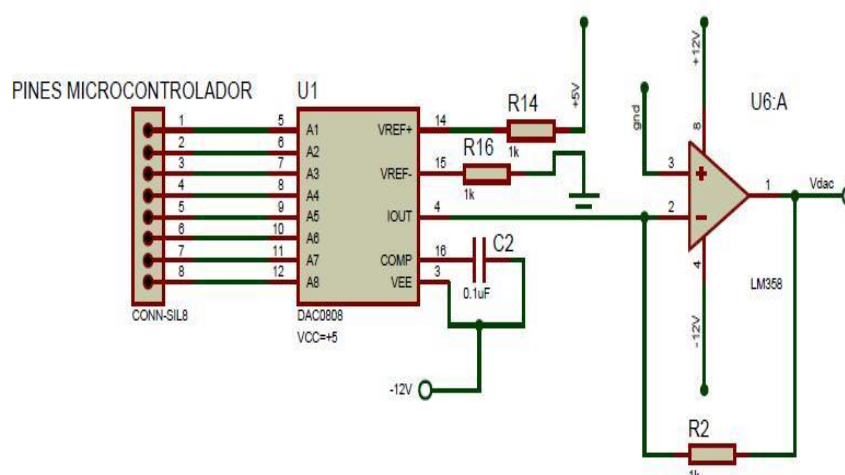 PINES MICROCONTROLADOR
1
2
3
4
5
6
7
8
CONN-SIL8
U1
5
6
7
8
9
10
11
12
A1
A2
A3
A4
A5
A6
A7
A8
VREF+
VREF-
IOUT
COMP
VEE
14
15
4
16
3
DAC0808
VCC=+5
R14
1k
R16
1k
+5V
C2
0.1uF
-12V
gnd
+12V
U6:A
8
3
2
1
4
Vdac
LM358
-12V
R2
1k